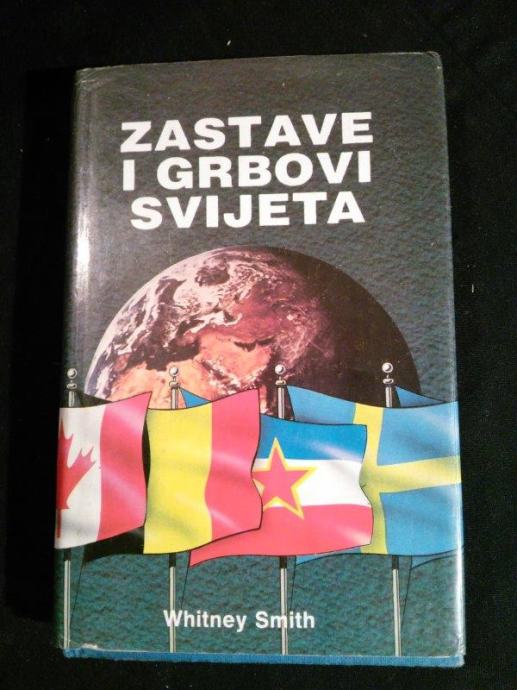 ZASTAVE
I GRBOVI
SVIJETA
Whitney Smith